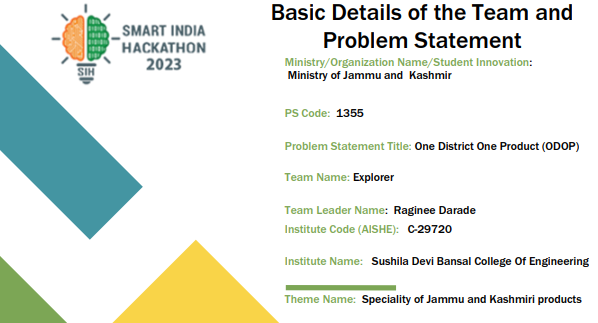 SMART INDIA
HACKATHON
2023
SIH
Basic Details of the Team and
Problem Statement
Ministry/Organization Name/Student Innovation:
Ministry of Jammu and Kashmir
PS Code: 1355
Problem Statement Title: One District One Product (ODOP)
Team Name: Explorer
Team Leader Name: Raginee Darade
Institute Code (AISHE): C-29720
Institute Name: Sushila Devi Bansal College Of Engineering
Theme Name: Speciality of Jammu and Kashmiri products